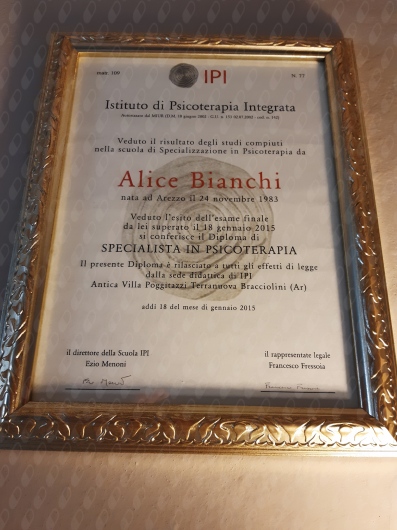 matr. 109
N. 77
IPI
Istituto di Psicoterapia Integrata
Veduto il risultato degli studi compiuti
nella scuola di Specializzazione in Psicoterapia da
Alice Bianchi
nata ad Arezzo il 24 novembre 1983
Veduto l'esito dell'esame finale
da lei superato il 18 gennaio 2015
si conferisce il Diploma di
SPECIALISTA IN PSICOTERAPIA
Il presente Diploma è rilasciato a tutti gli effetti di legge
dalla sede didattica di IPI
Antica Villa Poggitazzi Terranuova Bracciolini (Ar)
addì 18 del mese di gennaio 2015
il direttore della Scuola IPI
Ezio Menoni
il rappresentate legale
Francesco Fressoia